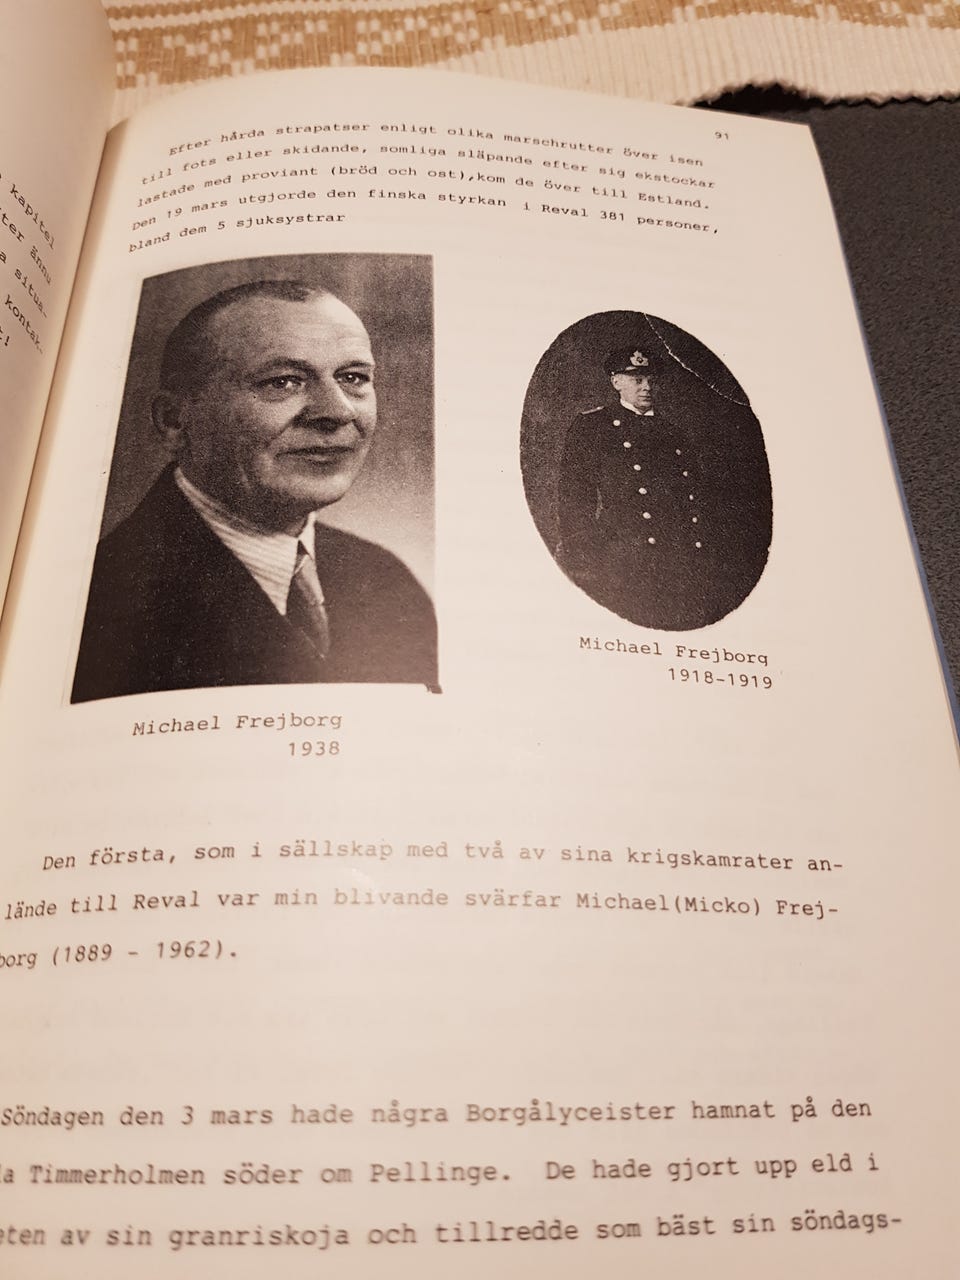 91
Efter hårda strapatser enligt olika marschrutter över isen
till fots eller skidande, somliga släpande efter sig ekstockar
lastade med proviant (bröd och ost),kom de över till Estland.
Den 19 mars utgjorde den finska styrkan i Reval 381 personer,
bland dem 5 sjuksystrar
kapitel
ännu
situa-
kontak-
Michael Frejborg
1918-1919
Michael Frejborg
1938
Den första, som i sällskap med två av sina krigskamrater an-
lände till Reval var min blivande svärfar Michael(Micko) Frej-
borg (1889 - 1962).
Söndagen den 3 mars hade några Borgålyceister hamnat på den
Timmerholmen söder om Pellinge. De hade gjort upp eld i
av sin granriskoja och tillredde som bäst sin söndags-